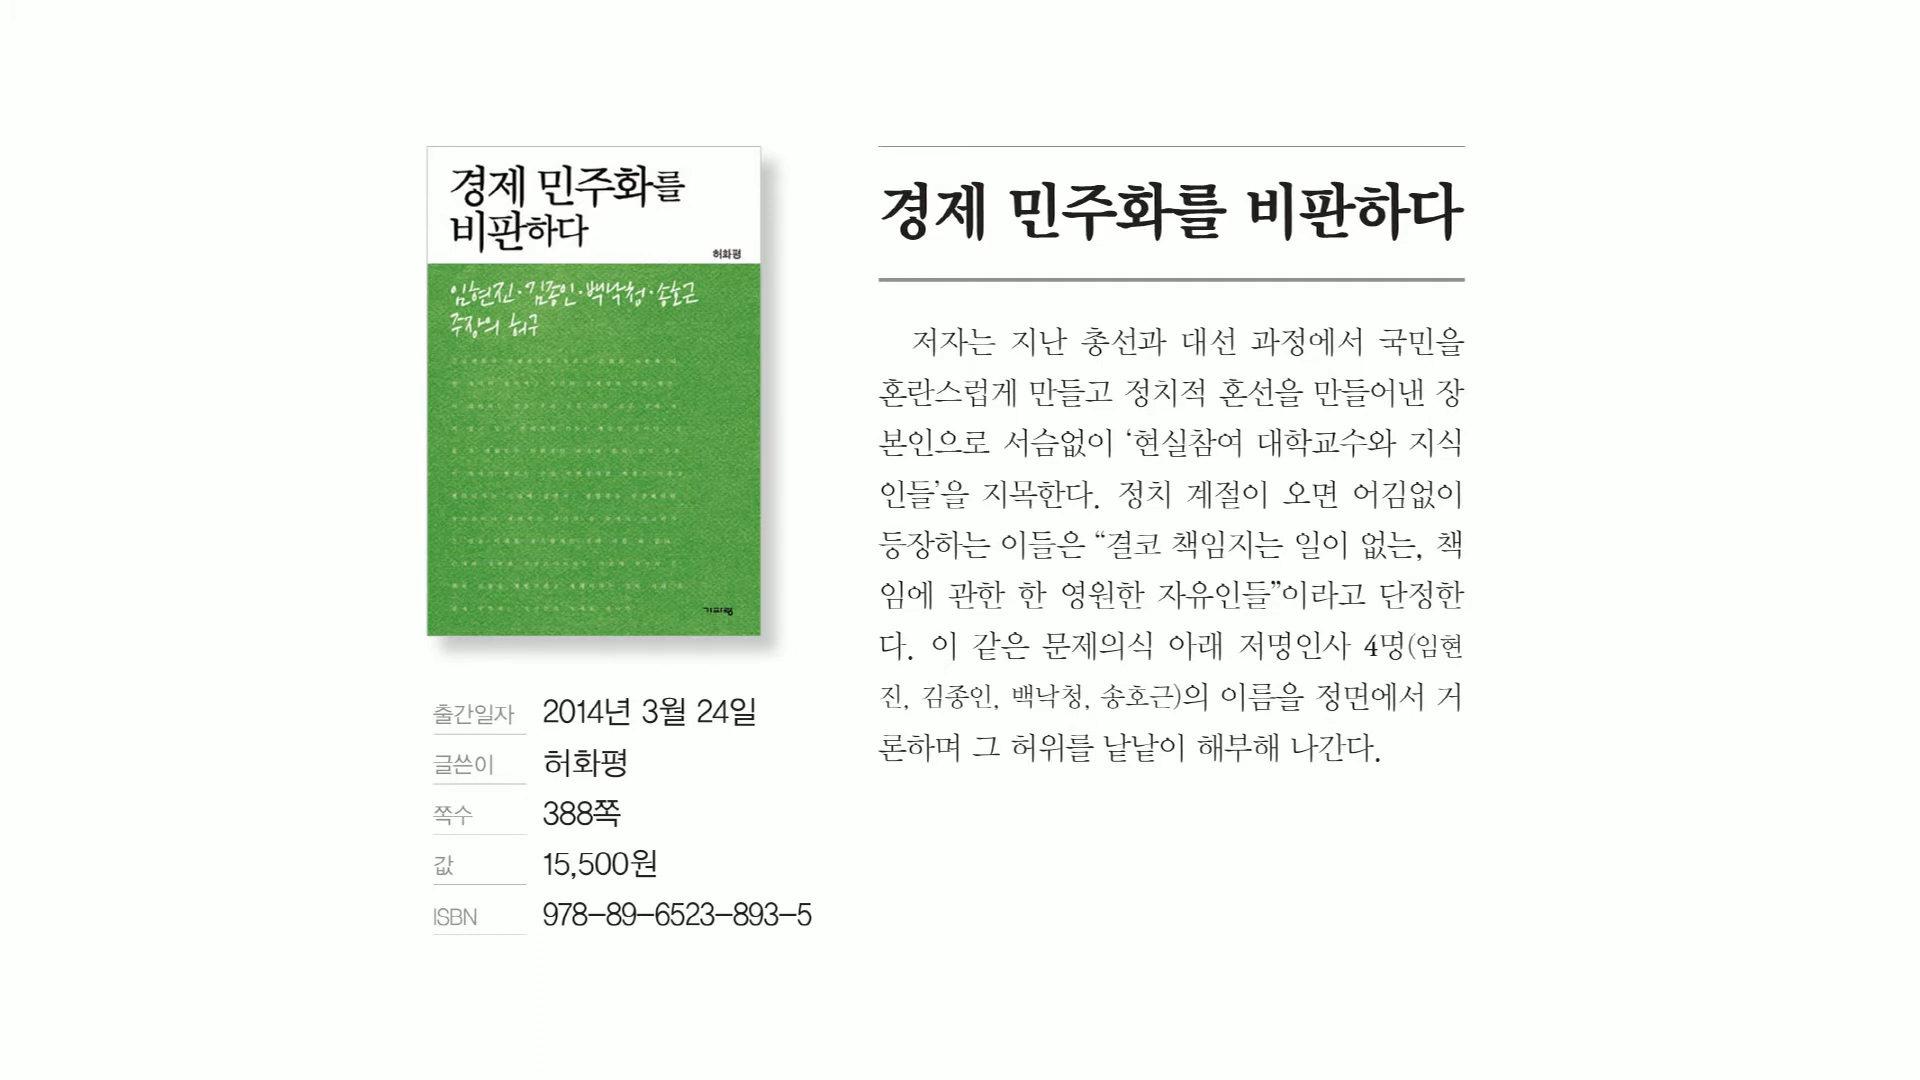 경제 민주화를
비판하다
허화평
임현진·김종인·백낙청·송호근
주장의 허구
기파랑
출간일자 2014년 3월 24일
글쓴이 허화평
쪽수 388쪽
값 15,500원
ISBN 978-89-6523-893-5
경제 민주화를 비판하다
저자는 지난 총선과 대선 과정에서 국민을
혼란스럽게 만들고 정치적 혼선을 만들어낸 장
본인으로 서슴없이 ‘현실참여 대학교수와 지식
인들’을 지목한다. 정치 계절이 오면 어김없이
등장하는 이들은 “결코 책임지는 일이 없는, 책
임에 관한 한 영원한 자유인들”이라고 단정한
다. 이 같은 문제의식 아래 저명인사 4명(임현
진, 김종인, 백낙청, 송호근)의 이름을 정면에서 거
론하며 그 허위를 낱낱이 해부해 나간다.